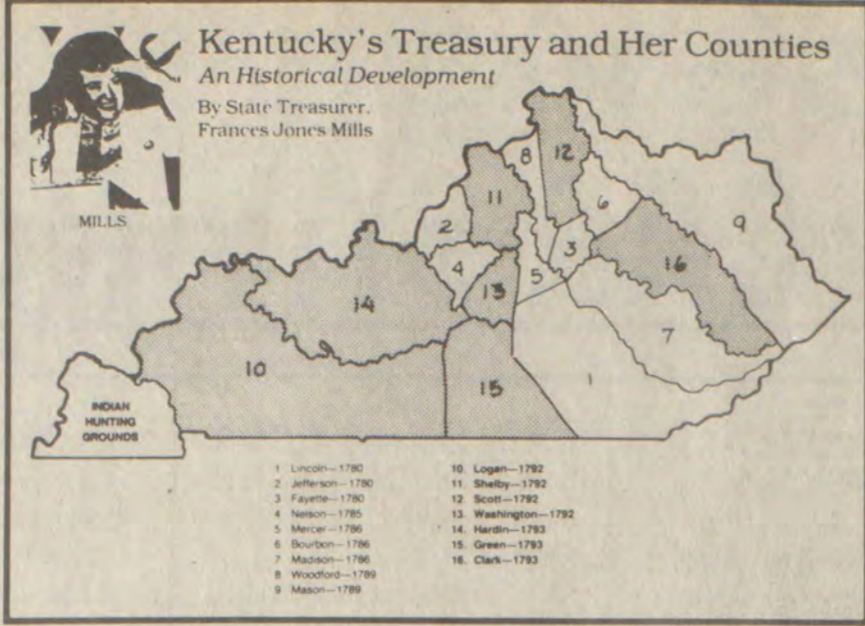 Kentucky's Treasury and Her Counties
An Historical Development
By State Treasurer,
Frances Jones Mills
MILLS
8
12
11
6
2
9
3
4
16
5
13
14
7
10
1
15
INDIAN
HUNTING
GROUNDS
1 Lincoln—1780
2 Jefferson—1780
3 Fayette—1780
4 Nelson—1785
5 Mercer—1786
6 Bourbon—1786
7 Madison—1786
8 Woodford—1789
9 Mason—1789
10. Logan—1792
11. Shelby—1792
12. Scott—1792
13. Washington—1792
14. Hardin—1793
15. Green—1793
16. Clark—1793